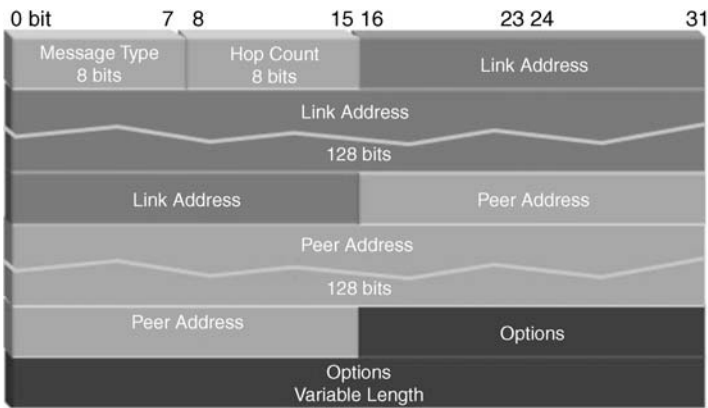 0 bit 7 8 15 16 23 24 31
Message Type
8 bits
Hop Count
8 bits
Link Address
Link Address
128 bits
Link Address
Peer Address
Peer Address
128 bits
Peer Address
Options
Options
Variable Length